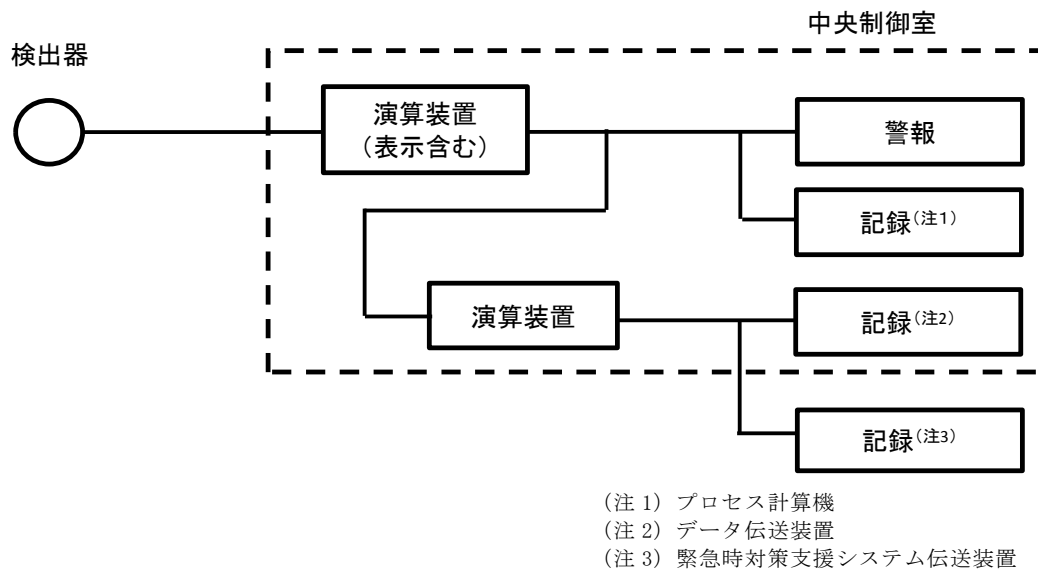 中央制御室
検出器
演算装置
（表示含む）
警報
記録(注1)
演算装置
記録(注2)
記録(注3)
(注 1) プロセス計算機
(注 2) データ伝送装置
(注 3) 緊急時対策支援システム伝送装置